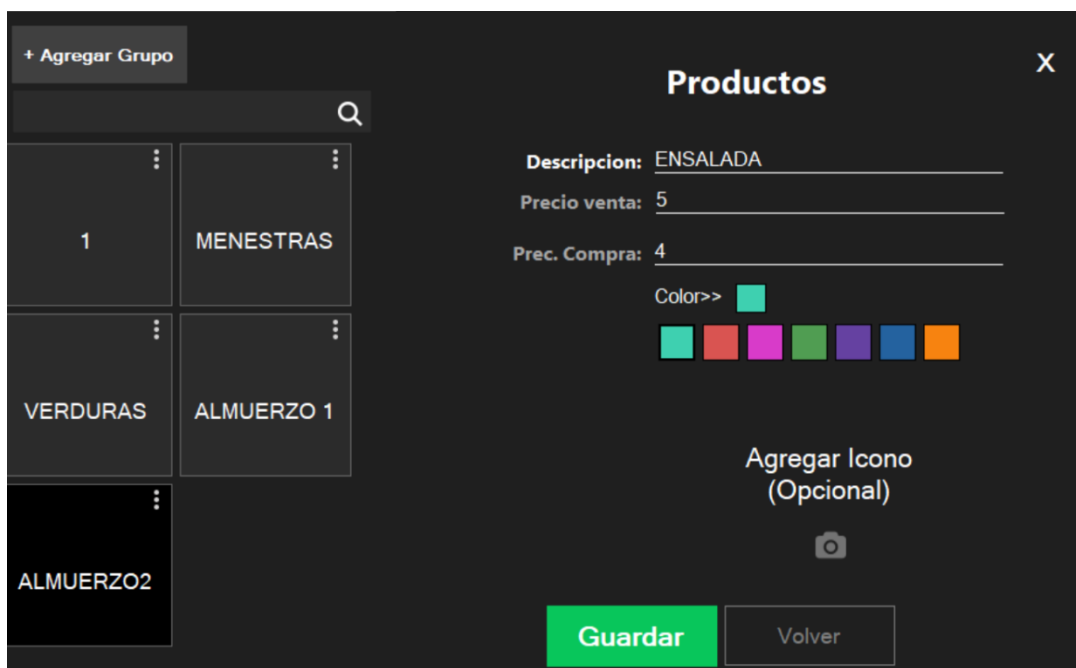 + Agregar Grupo
1
MENESTRAS
VERDURAS
ALMUERZO 1
ALMUERZO2
X
Productos
Descripcion: ENSALADA
Precio venta: 5
Prec. Compra: 4
Color>>
Agregar Icono
(Opcional)
Guardar
Volver